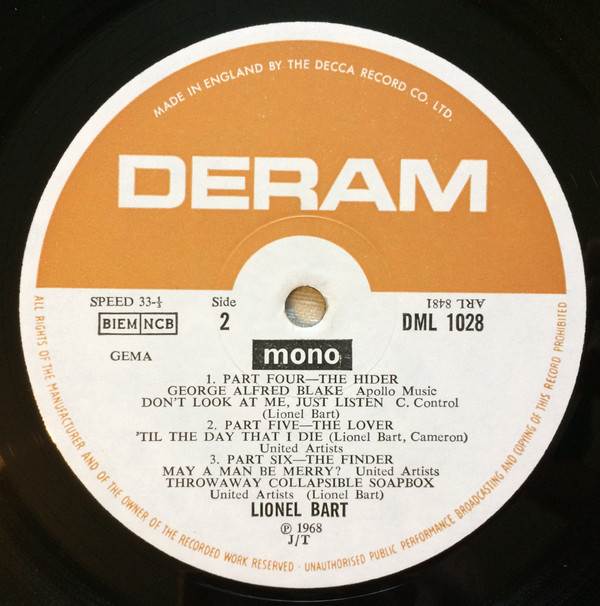 MADE IN ENGLAND BY THE DECCA RECORD CO. LTD.
DERAM
SPEED 33-⅓
Side
2
ARL 8481
DML 1028
BIEM NCB
GEMA
mono
1. PART FOUR—THE HIDER
GEORGE ALFRED BLAKE Apollo Music
DON'T LOOK AT ME, JUST LISTEN C. Control
(Lionel Bart)
2. PART FIVE—THE LOVER
'TIL THE DAY THAT I DIE (Lionel Bart, Cameron)
United Artists
3. PART SIX—THE FINDER
MAY A MAN BE MERRY? United Artists
THROWAWAY COLLAPSIBLE SOAPBOX
United Artists (Lionel Bart)
LIONEL BART
℗ 1968
J/T
ALL RIGHTS OF THE MANUFACTURER AND OF THE OWNER OF THE RECORDED WORK RESERVED · UNAUTHORISED PUBLIC PERFORMANCE BROADCASTING AND COPYING OF THIS RECORD PROHIBITED